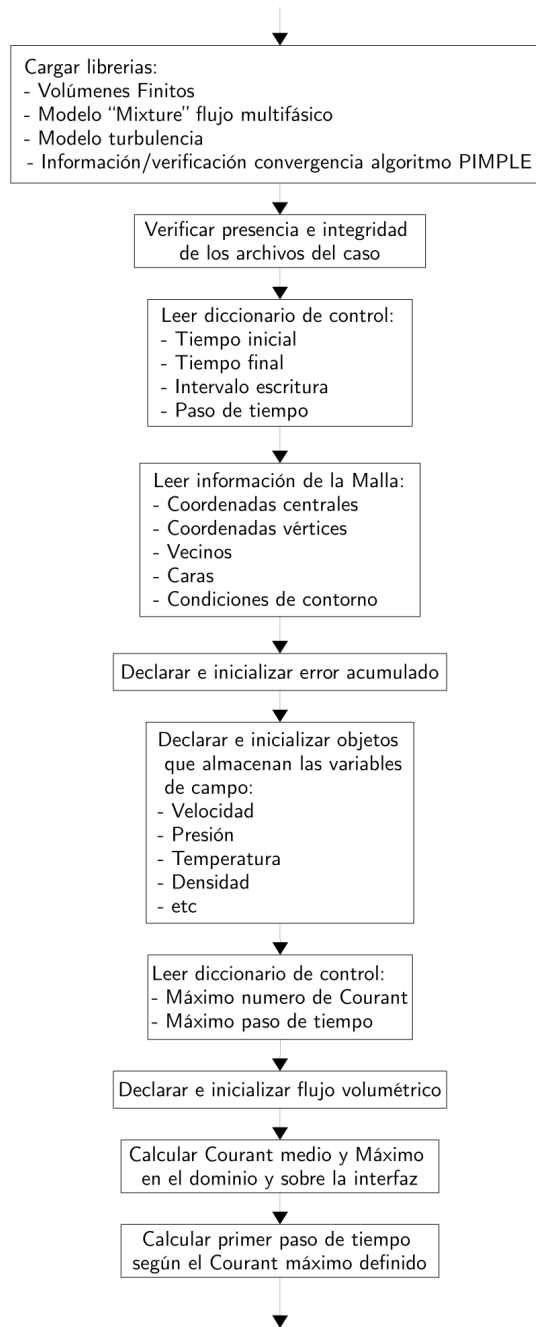 Cargar librerias:
- Volúmenes Finitos
- Modelo “Mixture” flujo multifásico
- Modelo turbulencia
- Información/verificación convergencia algoritmo PIMPLE
Verificar presencia e integridad
de los archivos del caso
Leer diccionario de control:
- Tiempo inicial
- Tiempo final
- Intervalo escritura
- Paso de tiempo
Leer información de la Malla:
- Coordenadas centrales
- Coordenadas vértices
- Vecinos
- Caras
- Condiciones de contorno
Declarar e inicializar error acumulado
Declarar e inicializar objetos
que almacenan las variables
de campo:
- Velocidad
- Presión
- Temperatura
- Densidad
- etc
Leer diccionario de control:
- Máximo numero de Courant
- Máximo paso de tiempo
Declarar e inicializar flujo volumétrico
Calcular Courant medio y Máximo
en el dominio y sobre la interfaz
Calcular primer paso de tiempo
según el Courant máximo definido